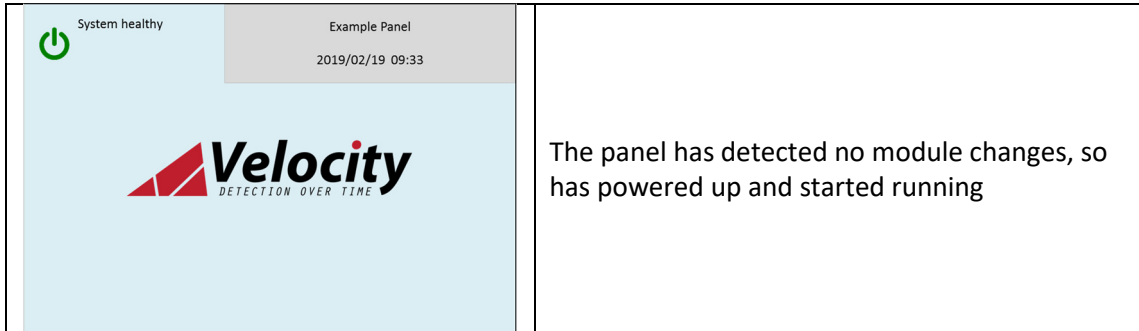 System healthy
Example Panel
2019/02/19 09:33
Velocity
DETECTION OVER TIME
The panel has detected no module changes, so
has powered up and started running